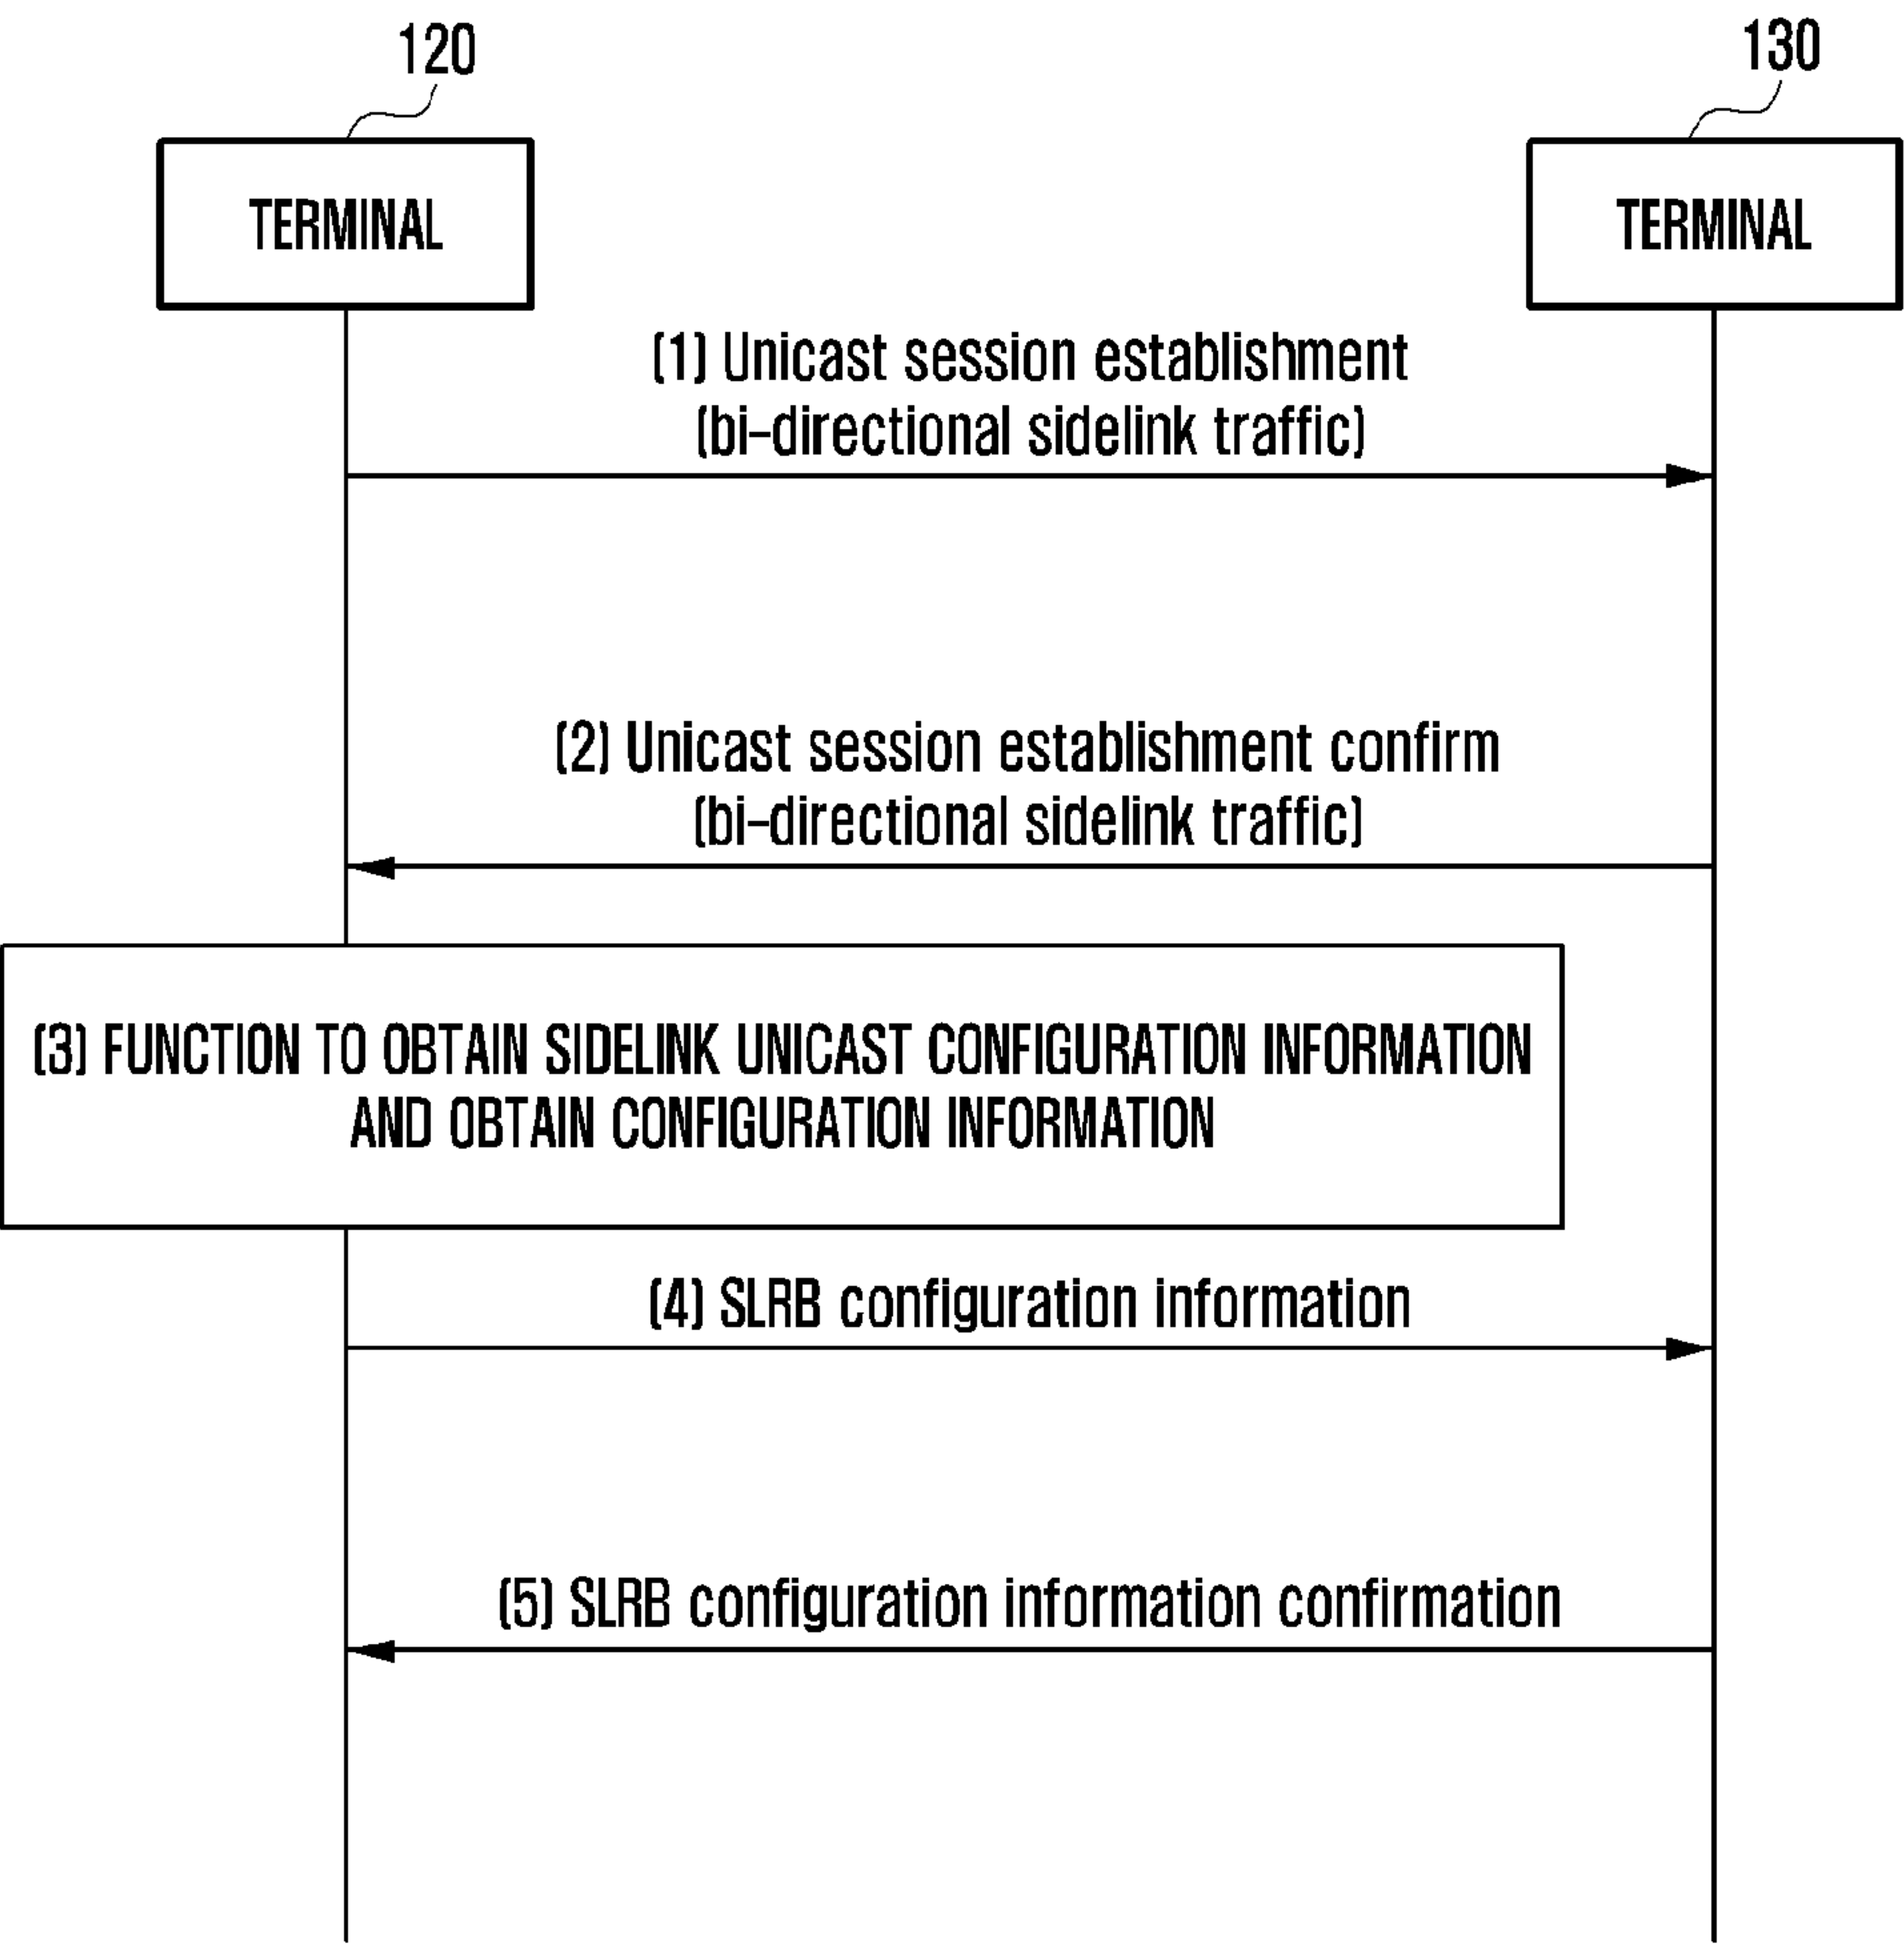 120
130
TERMINAL
TERMINAL
(1) Unicast session establishment
(bi-directional sidelink traffic)
(2) Unicast session establishment confirm
(bi-directional sidelink traffic)
(3) FUNCTION TO OBTAIN SIDELINK UNICAST CONFIGURATION INFORMATION
AND OBTAIN CONFIGURATION INFORMATION
(4) SLRB configuration information
(5) SLRB configuration information confirmation